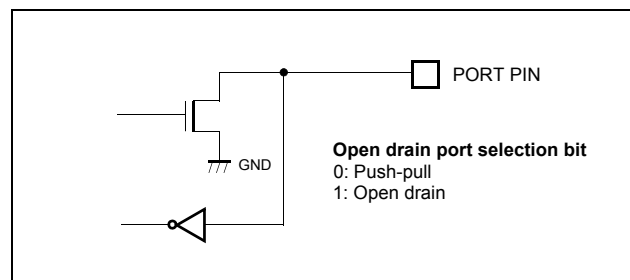 PORT PIN
GND
Open drain port selection bit
0: Push-pull
1: Open drain